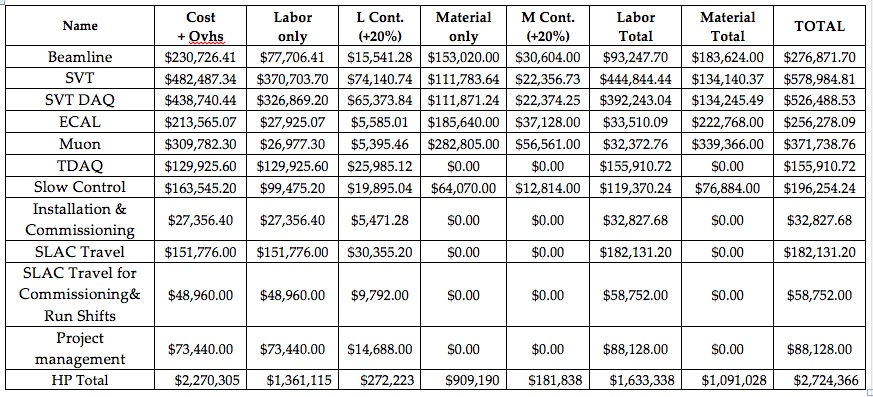 Name Cost + Ovhs Labor only L Cont. (+20%) Material only M Cont. (+20%) Labor Total Material Total TOTAL
Beamline $230,726.41 $77,706.41 $15,541.28 $153,020.00 $30,604.00 $93,247.70 $183,624.00 $276,871.70
SVT $482,487.34 $370,703.70 $74,140.74 $111,783.64 $22,356.73 $444,844.44 $134,140.37 $578,984.81
SVT DAQ $438,740.44 $326,869.20 $65,373.84 $111,871.24 $22,374.25 $392,243.04 $134,245.49 $526,488.53
ECAL $213,565.07 $27,925.07 $5,585.01 $185,640.00 $37,128.00 $33,510.09 $222,768.00 $256,278.09
Muon $309,782.30 $26,977.30 $5,395.46 $282,805.00 $56,561.00 $32,372.76 $339,366.00 $371,738.76
TDAQ $129,925.60 $129,925.60 $25,985.12 $0.00 $0.00 $155,910.72 $0.00 $155,910.72
Slow Control $163,545.20 $99,475.20 $19,895.04 $64,070.00 $12,814.00 $119,370.24 $76,884.00 $196,254.24
Installation & Commissioning $27,356.40 $27,356.40 $5,471.28 $0.00 $0.00 $32,827.68 $0.00 $32,827.68
SLAC Travel $151,776.00 $151,776.00 $30,355.20 $0.00 $0.00 $182,131.20 $0.00 $182,131.20
SLAC Travel for Commissioning& Run Shifts $48,960.00 $48,960.00 $9,792.00 $0.00 $0.00 $58,752.00 $0.00 $58,752.00
Project management $73,440.00 $73,440.00 $14,688.00 $0.00 $0.00 $88,128.00 $0.00 $88,128.00
HP Total $2,270,305 $1,361,115 $272,223 $909,190 $181,838 $1,633,338 $1,091,028 $2,724,366